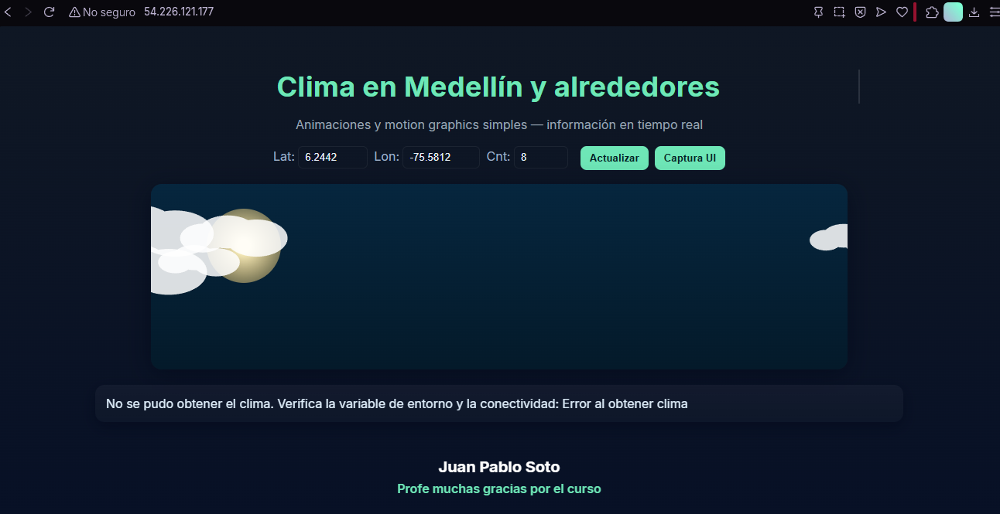 No seguro 54.226.121.177
Clima en Medellín y alrededores
Animaciones y motion graphics simples — información en tiempo real
Lat: 6.2442 Lon: -75.5812 Cnt: 8 Actualizar Captura UI
No se pudo obtener el clima. Verifica la variable de entorno y la conectividad: Error al obtener clima
Juan Pablo Soto
Profe muchas gracias por el curso